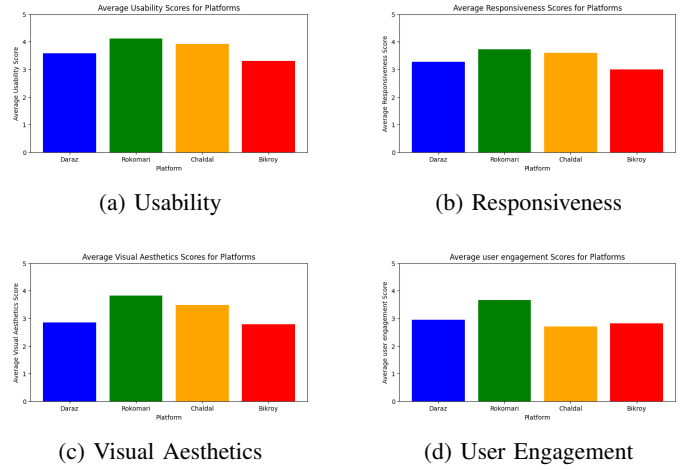 Average Usability Scores for Platforms
Average Usability Score
5
4
3
2
1
0
Daraz Rokomari Chaldal Bikroy
Platform
(a) Usability
Average Responsiveness Scores for Platforms
Average Responsiveness Score
5
4
3
2
1
0
Daraz Rokomari Chaldal Bikroy
Platform
(b) Responsiveness
Average Visual Aesthetics Scores for Platforms
Average Visual Aesthetics Score
5
4
3
2
1
0
Daraz Rokomari Chaldal Bikroy
Platform
(c) Visual Aesthetics
Average user engagement Scores for Platforms
Average user engagement Score
5
4
3
2
1
0
Daraz Rokomari Chaldal Bikroy
Platform
(d) User Engagement